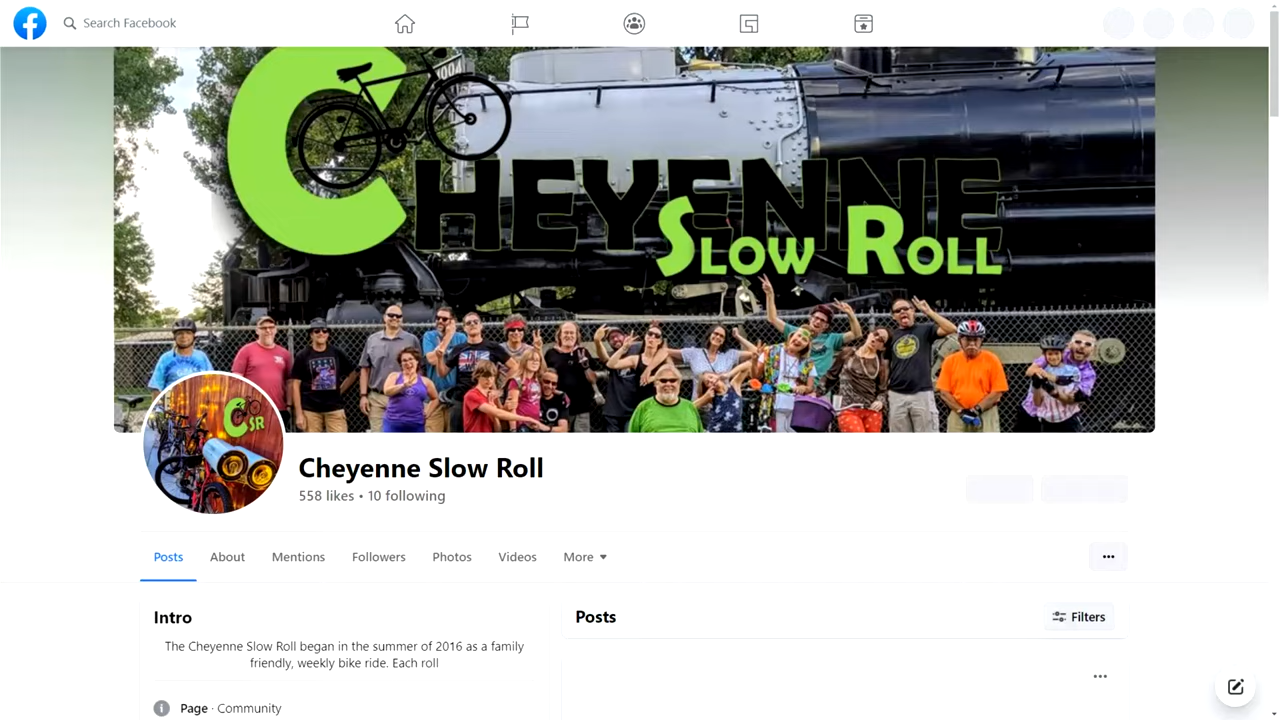 Search Facebook
1004
CHEYENNE
SLOW ROLL
CSR
Cheyenne Slow Roll
558 likes • 10 following
Posts
About
Mentions
Followers
Photos
Videos
More
Intro
The Cheyenne Slow Roll began in the summer of 2016 as a family
friendly, weekly bike ride. Each roll
Page · Community
Posts
Filters